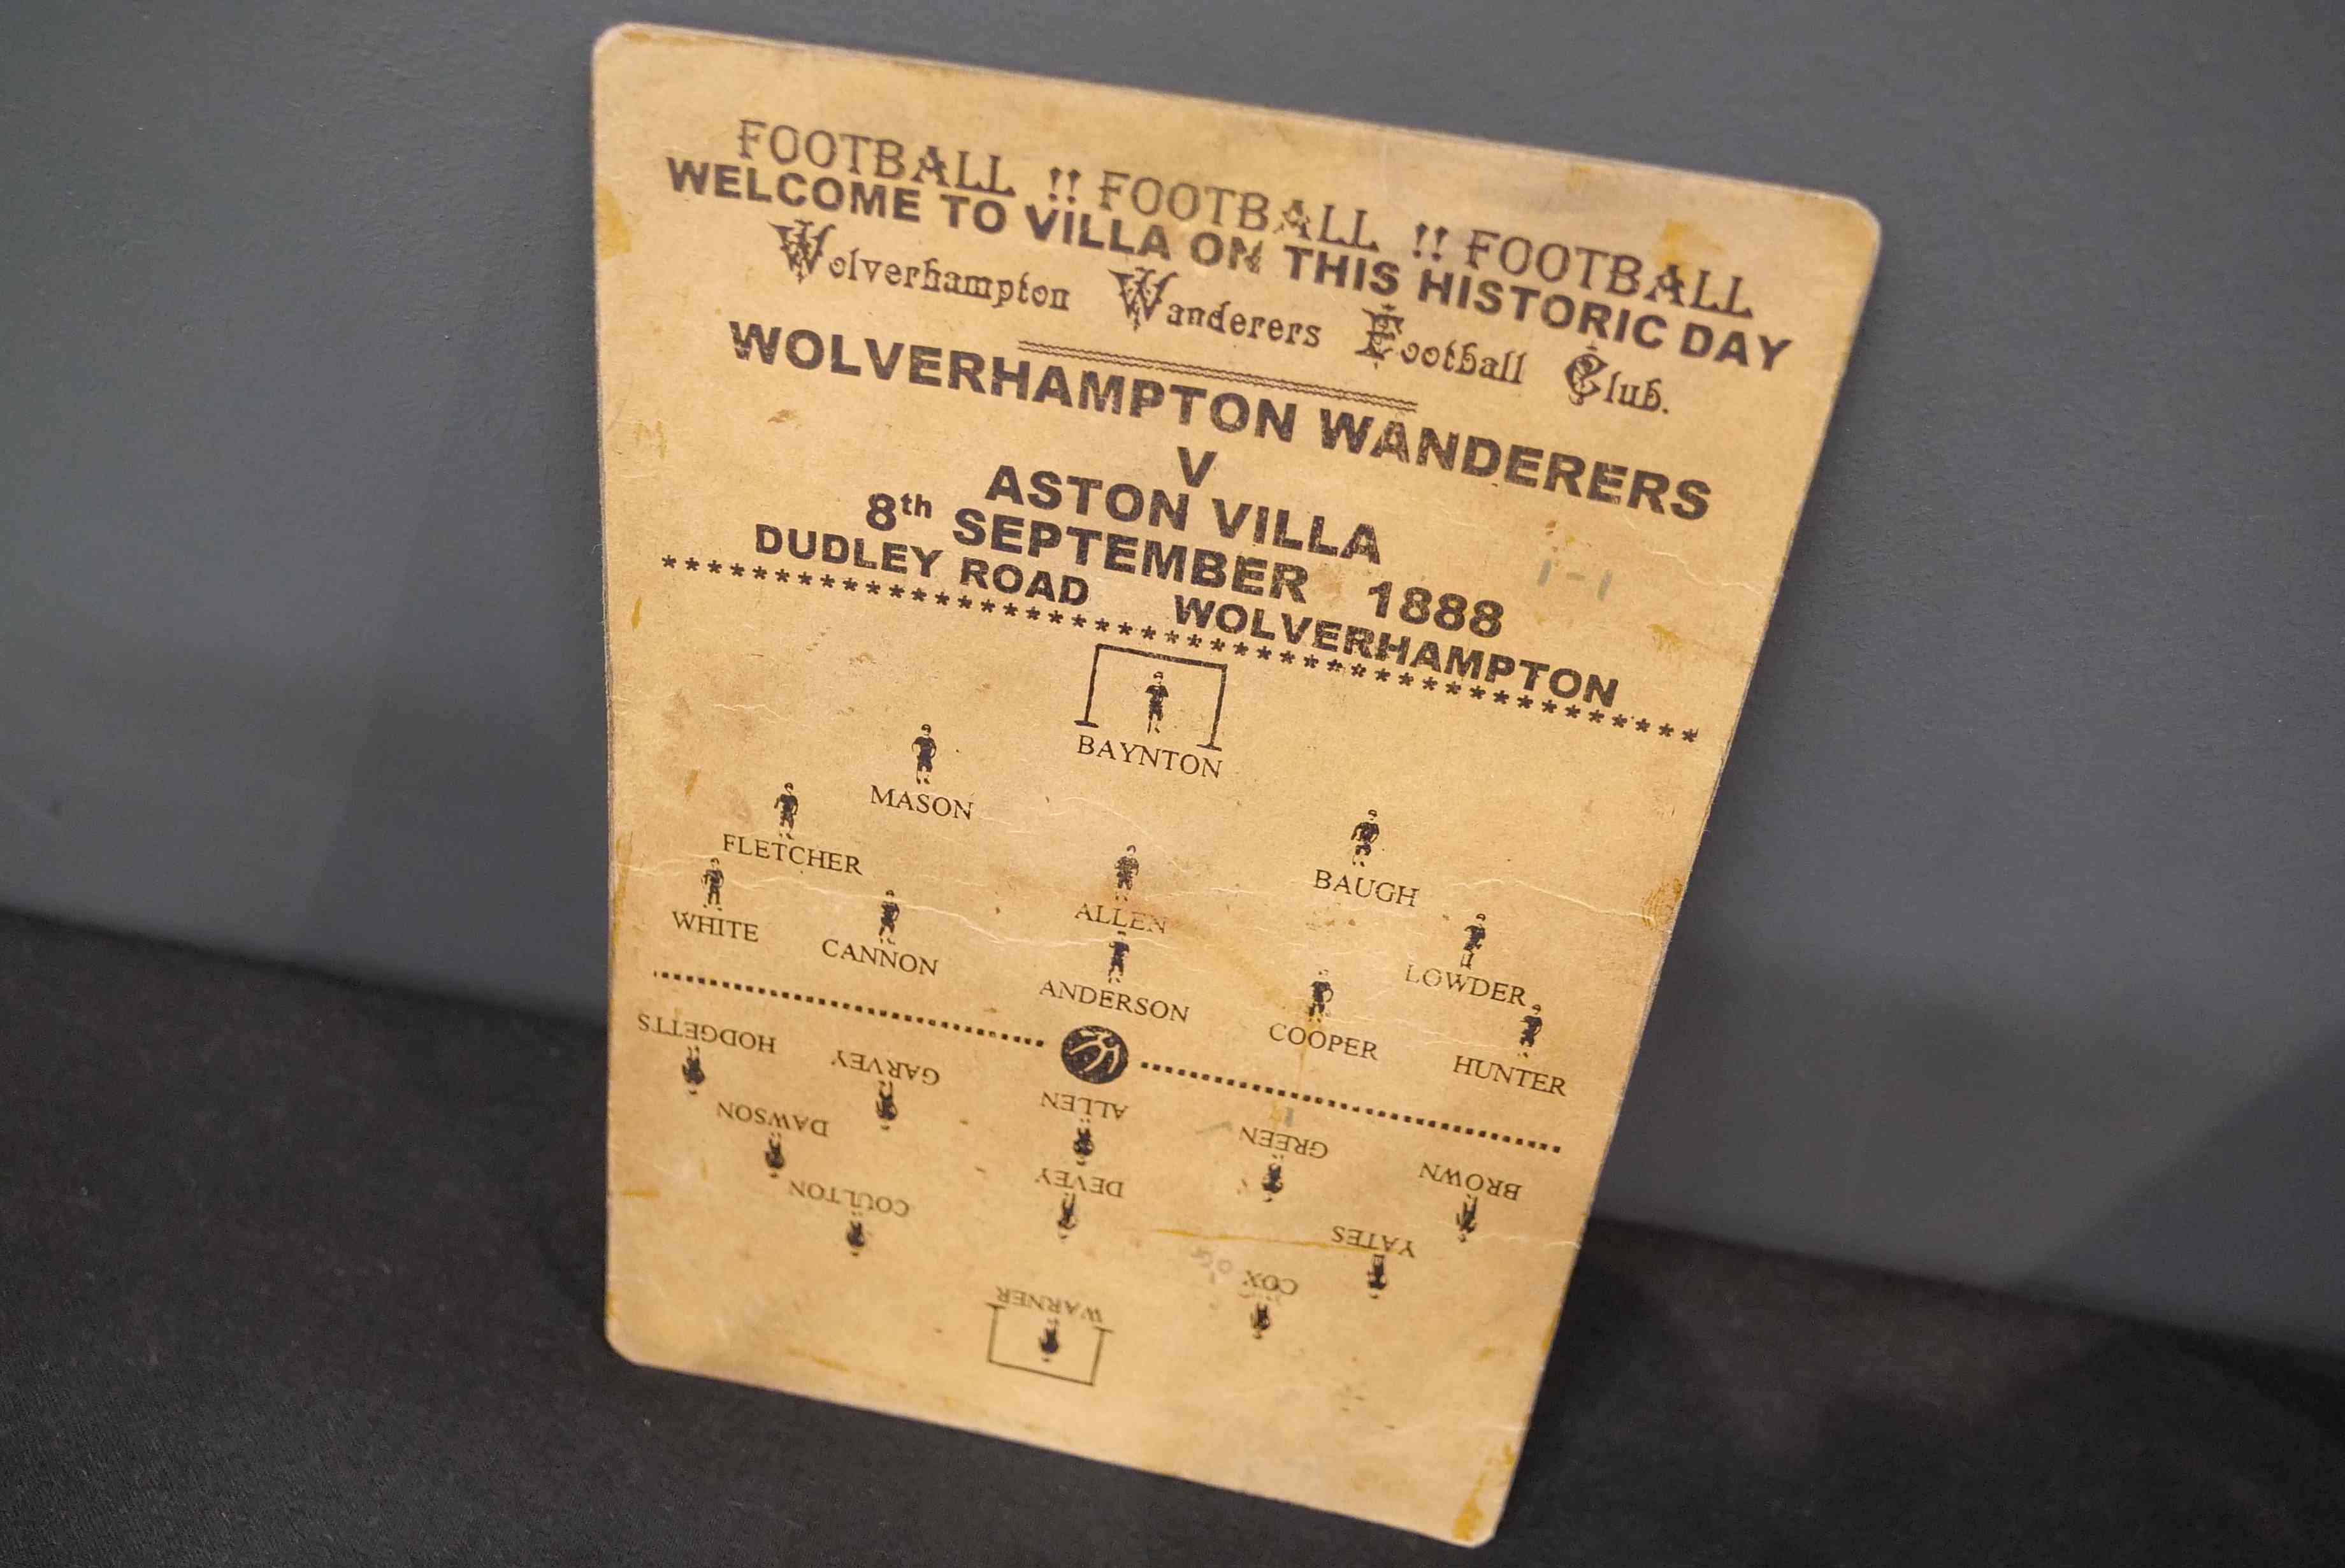 FOOTBALL !! FOOTBALL !! FOOTBALL
WELCOME TO VILLA ON THIS HISTORIC DAY
Wolverhampton Wanderers Football Club.
WOLVERHAMPTON WANDERERS
V
ASTON VILLA
8th SEPTEMBER 1888
1-1
DUDLEY ROAD WOLVERHAMPTON
****************************************************
BAYNTON
MASON BAUGH
FLETCHER ALLEN LOWDER
WHITE CANNON ANDERSON COOPER HUNTER
HODGETTS GARVEY ALLEN GREEN BROWN
DAWSON DEVEY YATES
COULTON COX
WARNER